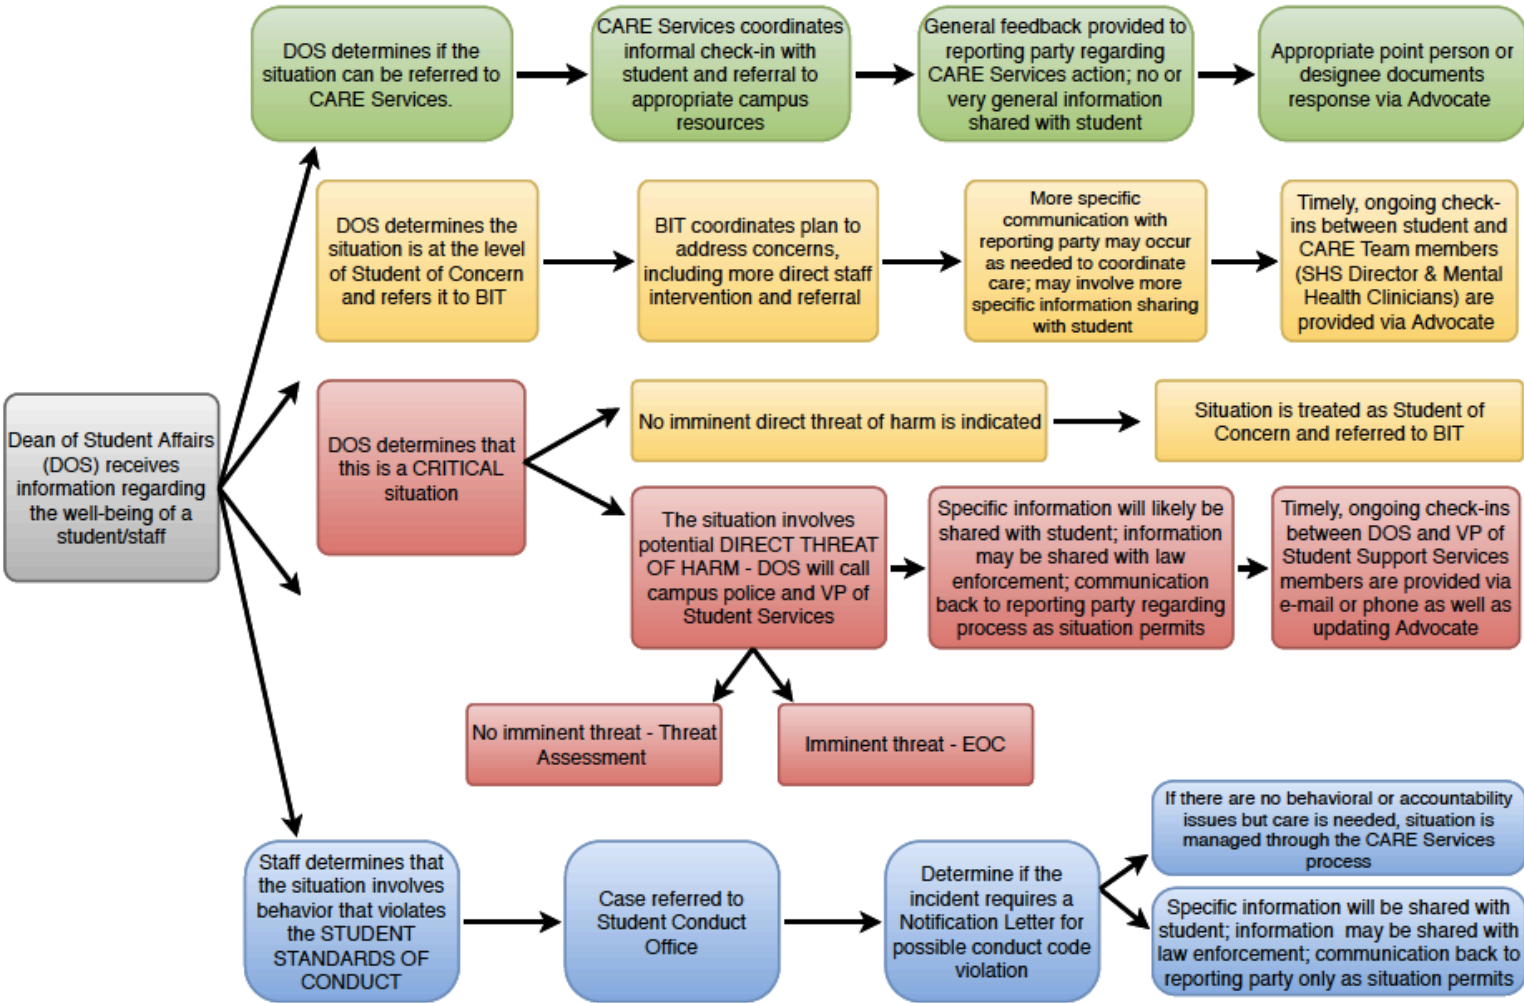 DOS determines if the
situation can be referred to
CARE Services.
CARE Services coordinates
informal check-in with
student and referral to
appropriate campus
resources
General feedback provided to
reporting party regarding
CARE Services action; no or
very general information
shared with student
Appropriate point person or
designee documents
response via Advocate
DOS determines the
situation is at the level
of Student of Concern
and refers it to BIT
BIT coordinates plan to
address concerns,
including more direct staff
intervention and referral
More specific
communication with
reporting party may occur
as needed to coordinate
care; may involve more
specific information sharing
with student
Timely, ongoing check-
ins between student and
CARE Team members
(SHS Director & Mental
Health Clinicians) are
provided via Advocate
Dean of Student Affairs
(DOS) receives
information regarding
the well-being of a
student/staff
DOS determines that
this is a CRITICAL
situation
No imminent direct threat of harm is indicated
Situation is treated as Student of
Concern and referred to BIT
The situation involves
potential DIRECT THREAT
OF HARM - DOS will call
campus police and VP of
Student Services
Specific information will likely be
shared with student; information
may be shared with law
enforcement; communication
back to reporting party regarding
process as situation permits
Timely, ongoing check-ins
between DOS and VP of
Student Support Services
members are provided via
e-mail or phone as well as
updating Advocate
No imminent threat - Threat
Assessment
Imminent threat - EOC
Staff determines that
the situation involves
behavior that violates
the STUDENT
STANDARDS OF
CONDUCT
Case referred to
Student Conduct
Office
Determine if the
incident requires a
Notification Letter for
possible conduct code
violation
If there are no behavioral or accountability
issues but care is needed, situation is
managed through the CARE Services
process
Specific information will be shared with
student; information  may be shared with
law enforcement; communication back to
reporting party only as situation permits